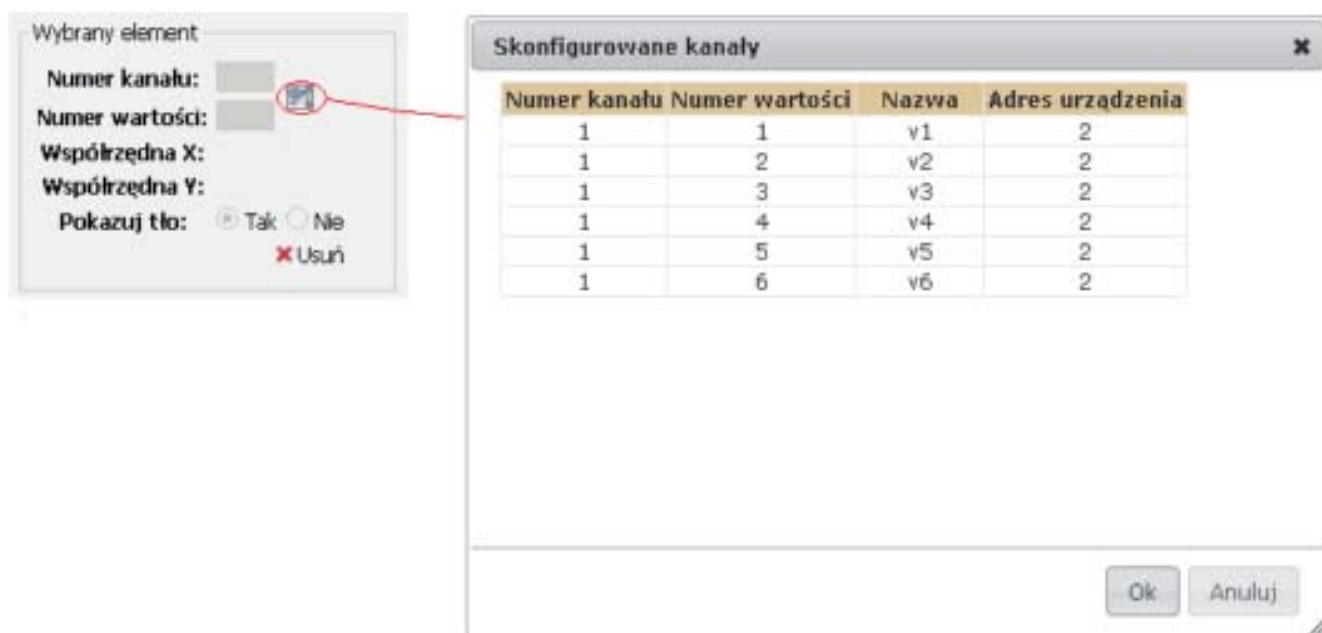 Wybrany element
Numer kanału:
Numer wartości:
Współrzędna X:
Współrzędna Y:
Pokazuj tło: Tak Nie
Usuń
Skonfigurowane kanały
Numer kanału Numer wartości Nazwa Adres urządzenia
1 1 v1 2
1 2 v2 2
1 3 v3 2
1 4 v4 2
1 5 v5 2
1 6 v6 2
Ok Anuluj